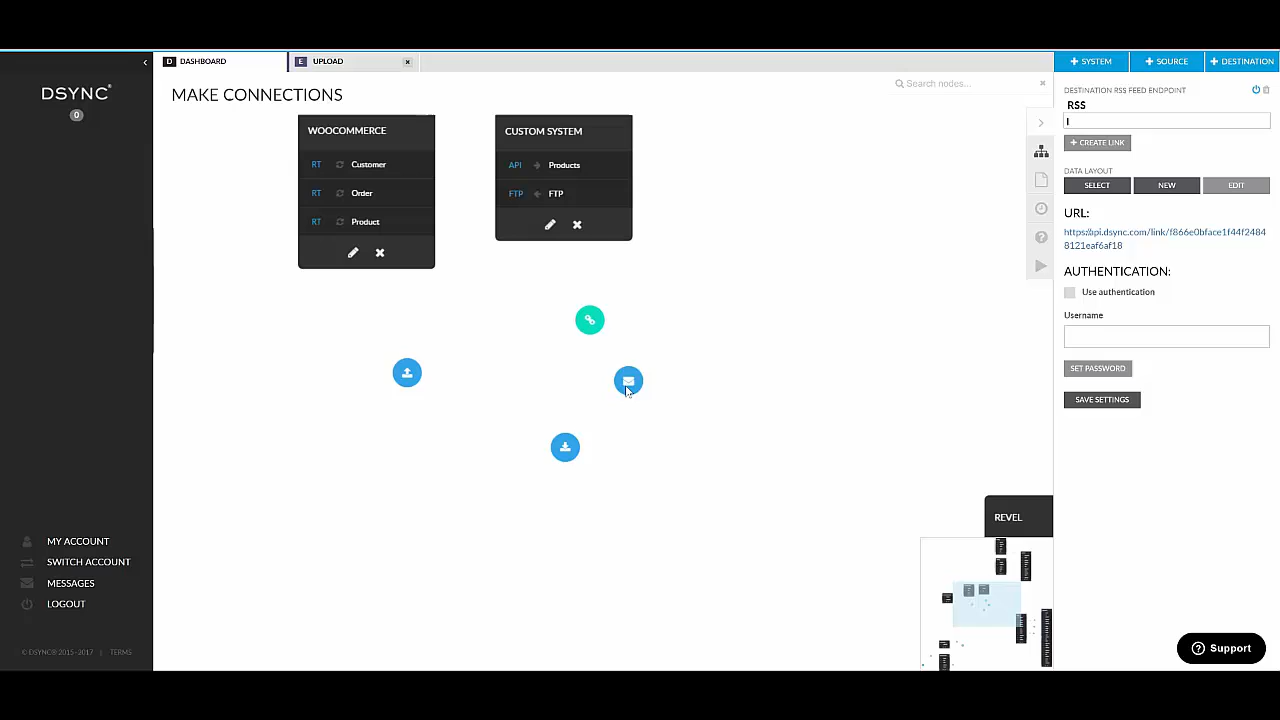 DSYNC®
0
MY ACCOUNT
SWITCH ACCOUNT
MESSAGES
LOGOUT
© DSYNC® 2015-2017 | TERMS
D DASHBOARD
E UPLOAD
MAKE CONNECTIONS
Search nodes...
WOOCOMMERCE
RT Customer
RT Order
RT Product
CUSTOM SYSTEM
API Products
FTP FTP
REVEL
+ SYSTEM
+ SOURCE
+ DESTINATION
DESTINATION RSS FEED ENDPOINT
RSS
+ CREATE LINK
DATA LAYOUT
SELECT
NEW
EDIT
URL:
https://api.dsync.com/link/f866e0bface1f44f2484
8121eaf6af18
AUTHENTICATION:
Use authentication
Username
SET PASSWORD
SAVE SETTINGS
Support